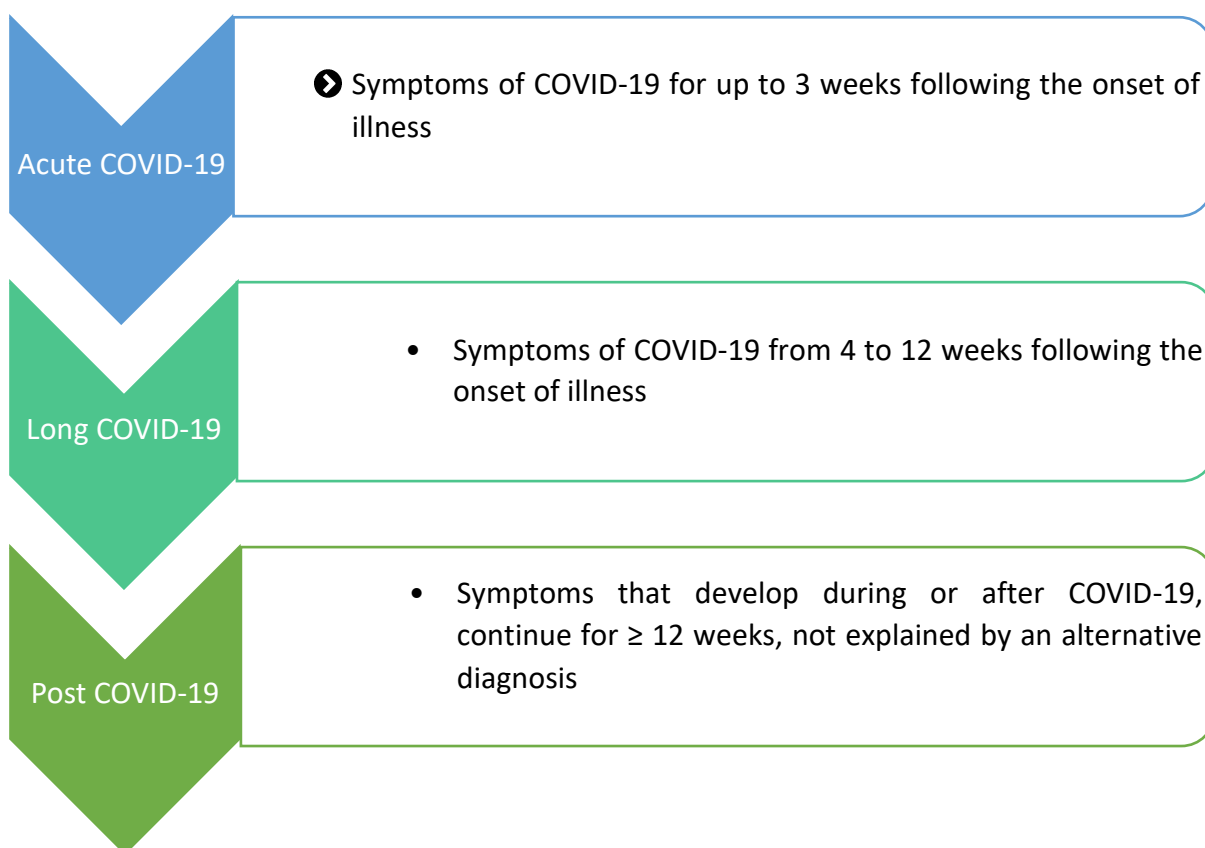 Acute COVID-19
Symptoms of COVID-19 for up to 3 weeks following the onset of
illness
Long COVID-19
• Symptoms of COVID-19 from 4 to 12 weeks following the
onset of illness
Post COVID-19
• Symptoms that develop during or after COVID-19,
continue for ≥ 12 weeks, not explained by an alternative
diagnosis